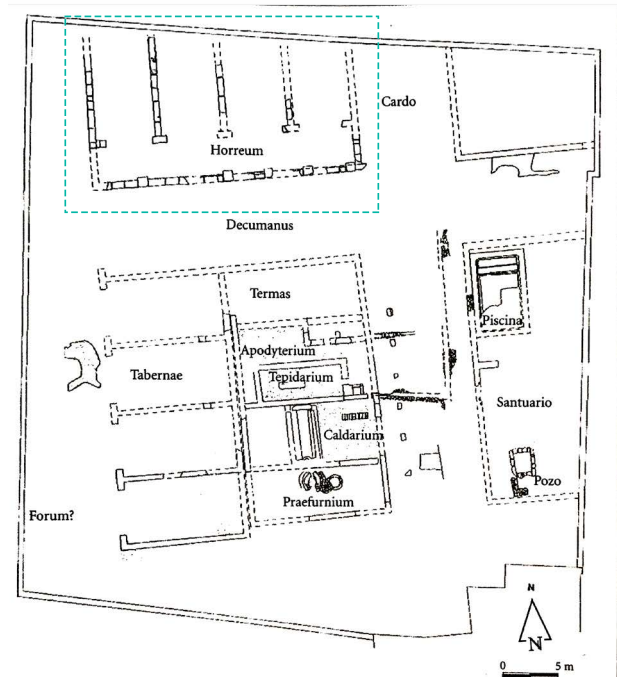 Cardo
Horreum
Decumanus
Termas
Piscina
Apodyterium
Tabernae
Tepidarium
Santuario
Caldarium
Pozo
Praefurnium
Forum?
N
N
0 5 m